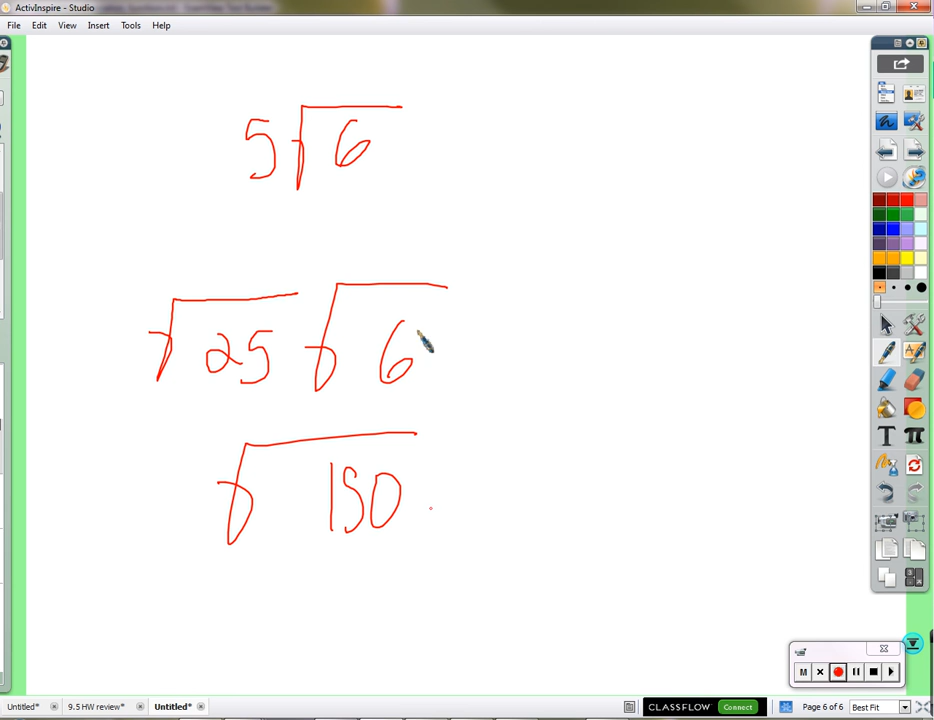 ActivInspire - Studio
File Edit View Insert Tools Help
5√6
√25 √6
√150
M
Untitled* 9.5 HW review* Untitled* CLASSFLOW Connect Page 6 of 6 Best Fit